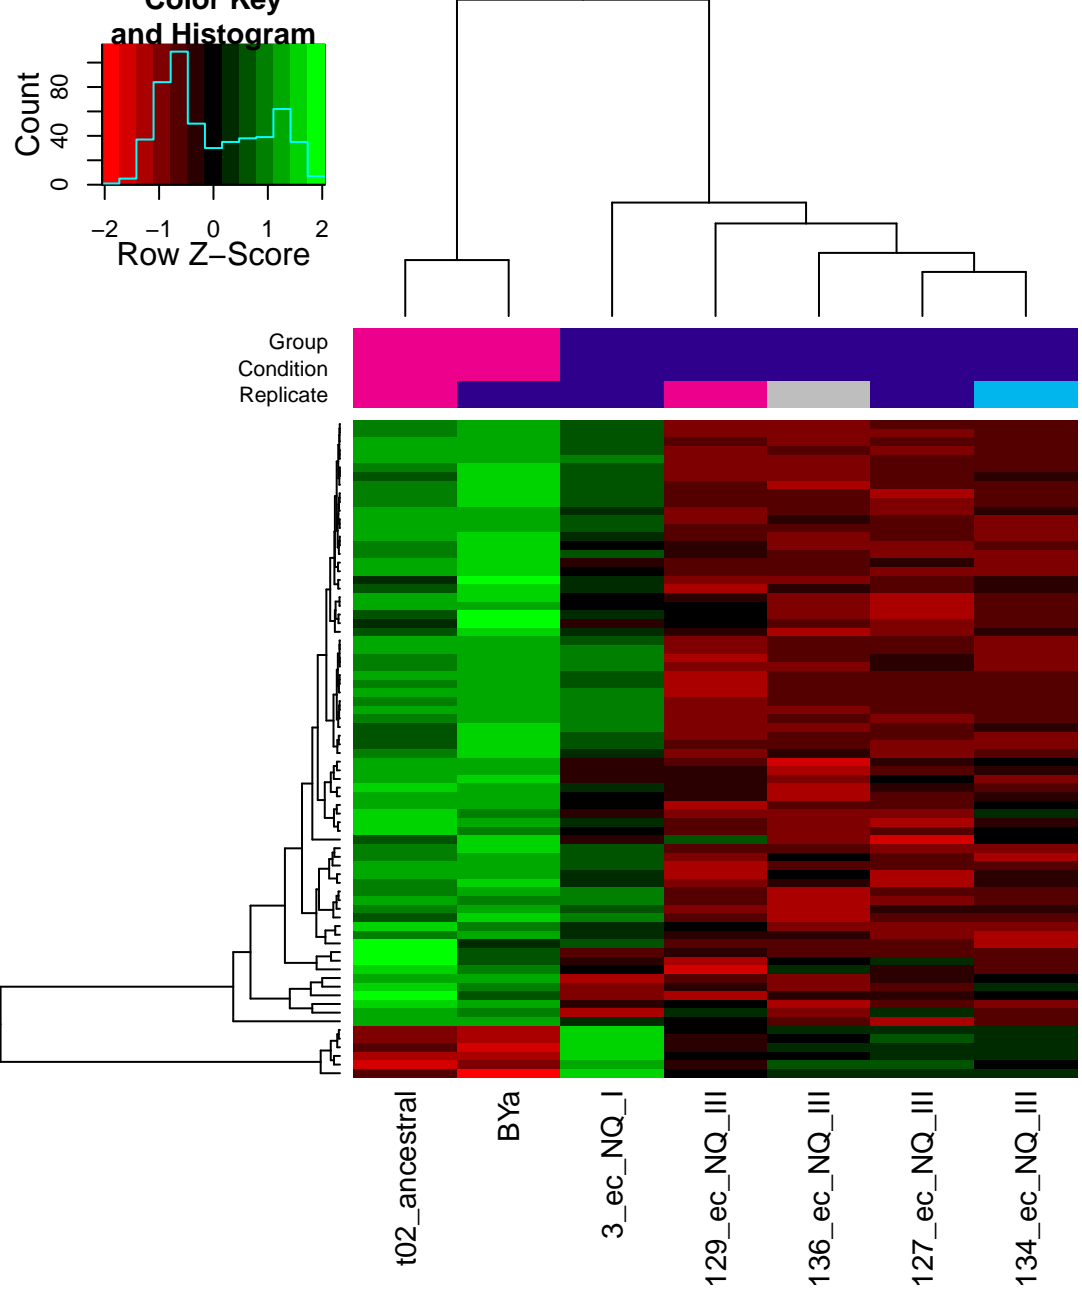 Color Key
and Histogram
Count
0 40 80
−2 −1 0 1 2
Row Z−Score
Group
Condition
Replicate
t02_ancestral
BYa
3_ec_NQ_I
129_ec_NQ_III
136_ec_NQ_III
127_ec_NQ_III
134_ec_NQ_III